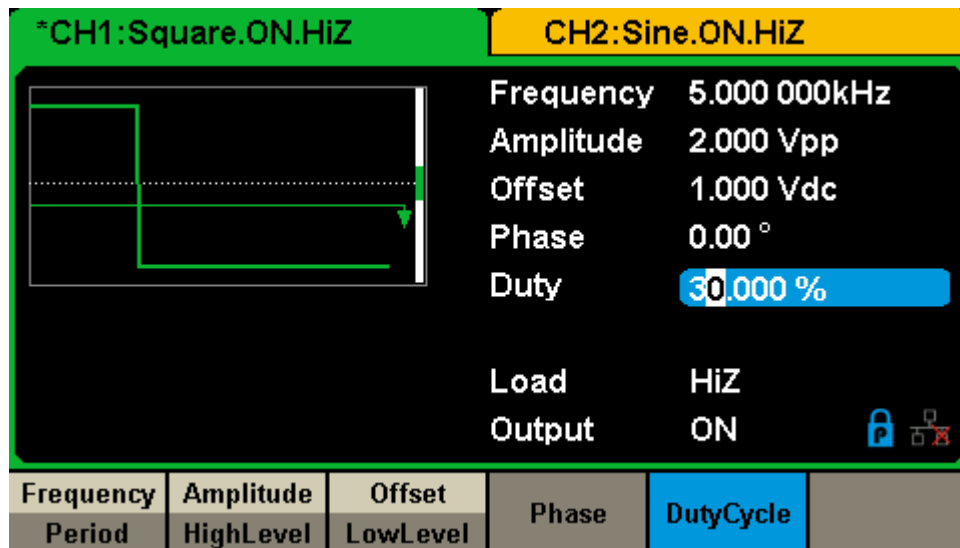 *CH1:Square.ON.HiZ
CH2:Sine.ON.HiZ
Frequency 5.000 000kHz
Amplitude 2.000 Vpp
Offset 1.000 Vdc
Phase 0.00 °
Duty 30.000 %
Load HiZ
Output ON
P
Frequency Amplitude Offset
Phase DutyCycle
Period HighLevel LowLevel